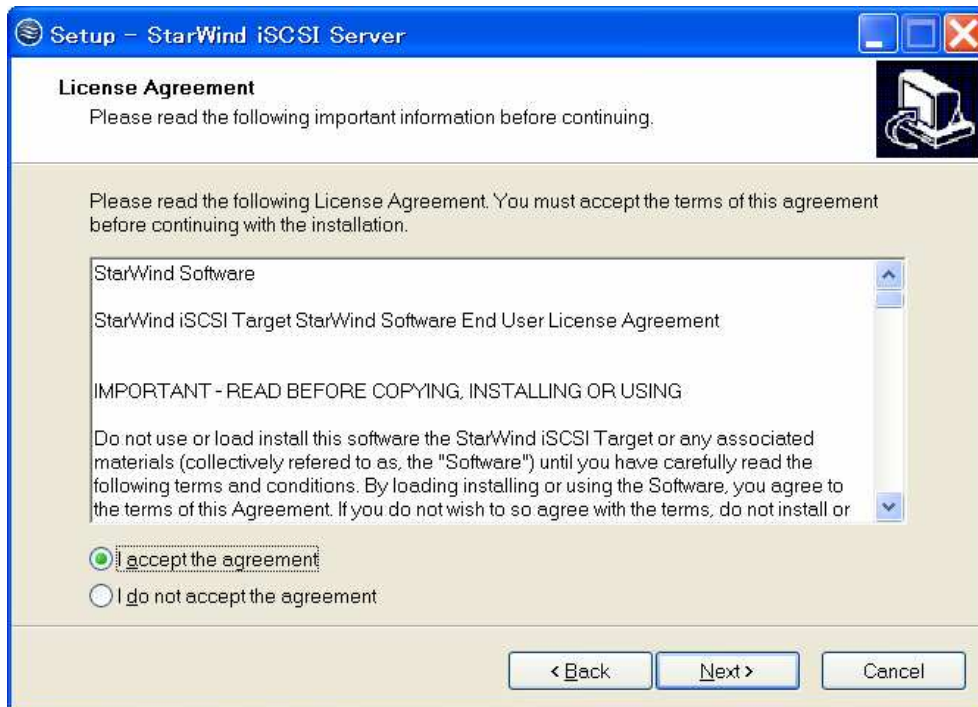 Setup - StarWind iSCSI Server
License Agreement
Please read the following important information before continuing.
Please read the following License Agreement. You must accept the terms of this agreement
before continuing with the installation.
StarWind Software
StarWind iSCSI Target StarWind Software End User License Agreement
IMPORTANT - READ BEFORE COPYING, INSTALLING OR USING
Do not use or load install this software the StarWind iSCSI Target or any associated
materials (collectively refered to as, the "Software") until you have carefully read the
following terms and conditions. By loading installing or using the Software, you agree to
the terms of this Agreement. If you do not wish to so agree with the terms, do not install or
I accept the agreement
I do not accept the agreement
< Back Next > Cancel